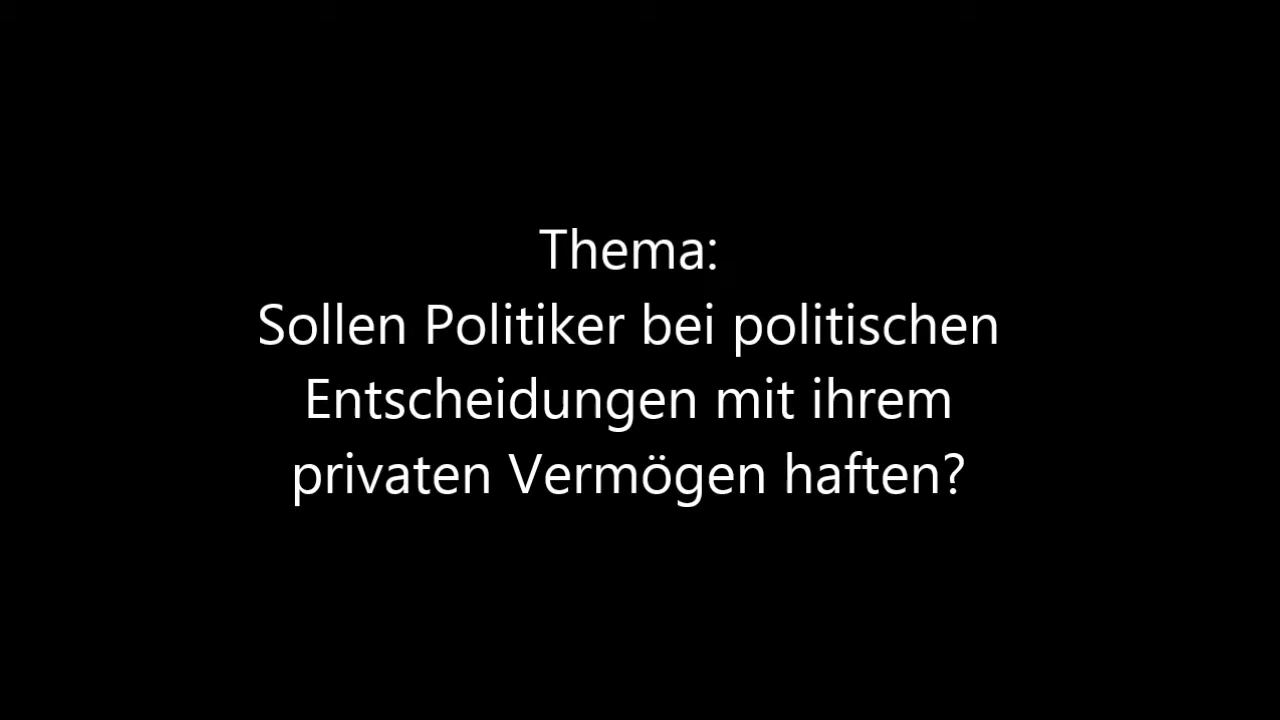 Thema:
Sollen Politiker bei politischen
Entscheidungen mit ihrem
privaten Vermögen haften?